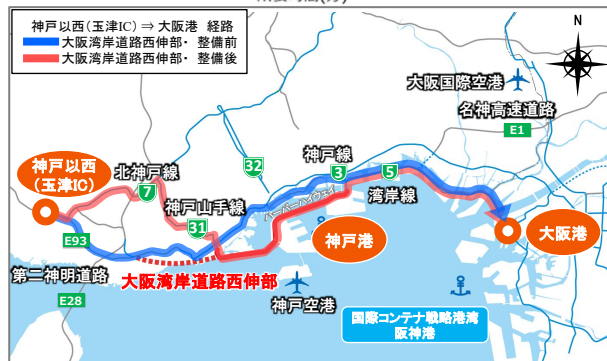 神戸以西(玉津IC) ⇒ 大阪港 経路
大阪湾岸道路西伸部・ 整備前
大阪湾岸道路西伸部・ 整備後
N
大阪国際空港
名神高速道路
E1
神戸以西
(玉津IC)
北神戸線
7
32
神戸線
3
5
湾岸線
ハーバーハイウェイ
神戸山手線
31
E93
神戸港
大阪港
第二神明道路
大阪湾岸道路西伸部
E28
神戸空港
国際コンテナ戦略港湾
阪神港